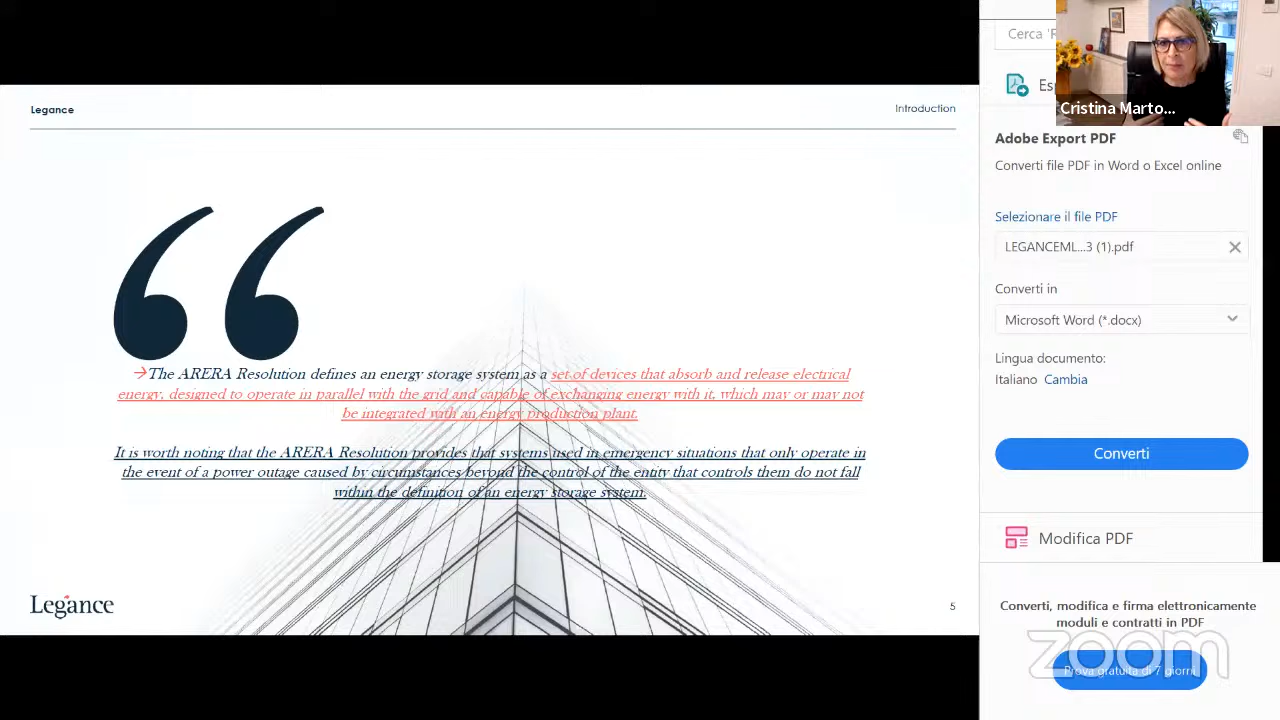 Legance
Introduction
→The ARERA Resolution defines an energy storage system as a set of devices that absorb and release electrical
energy, designed to operate in parallel with the grid and capable of exchanging energy with it, which may or may not
be integrated with an energy production plant.
It is worth noting that the ARERA Resolution provides that systems used in emergency situations that only operate in
the event of a power outage caused by circumstances beyond the control of the entity that controls them do not fall
within the definition of an energy storage system.
Legance
5
Cerca 'R
Es
Cristina Marto...
Adobe Export PDF
Converti file PDF in Word o Excel online
Selezionare il file PDF
LEGANCEML...3 (1).pdf
Converti in
Microsoft Word (*.docx)
Lingua documento:
Italiano Cambia
Converti
Modifica PDF
Converti, modifica e firma elettronicamente
moduli e contratti in PDF
zoom
Prova gratuita di 7 giorni